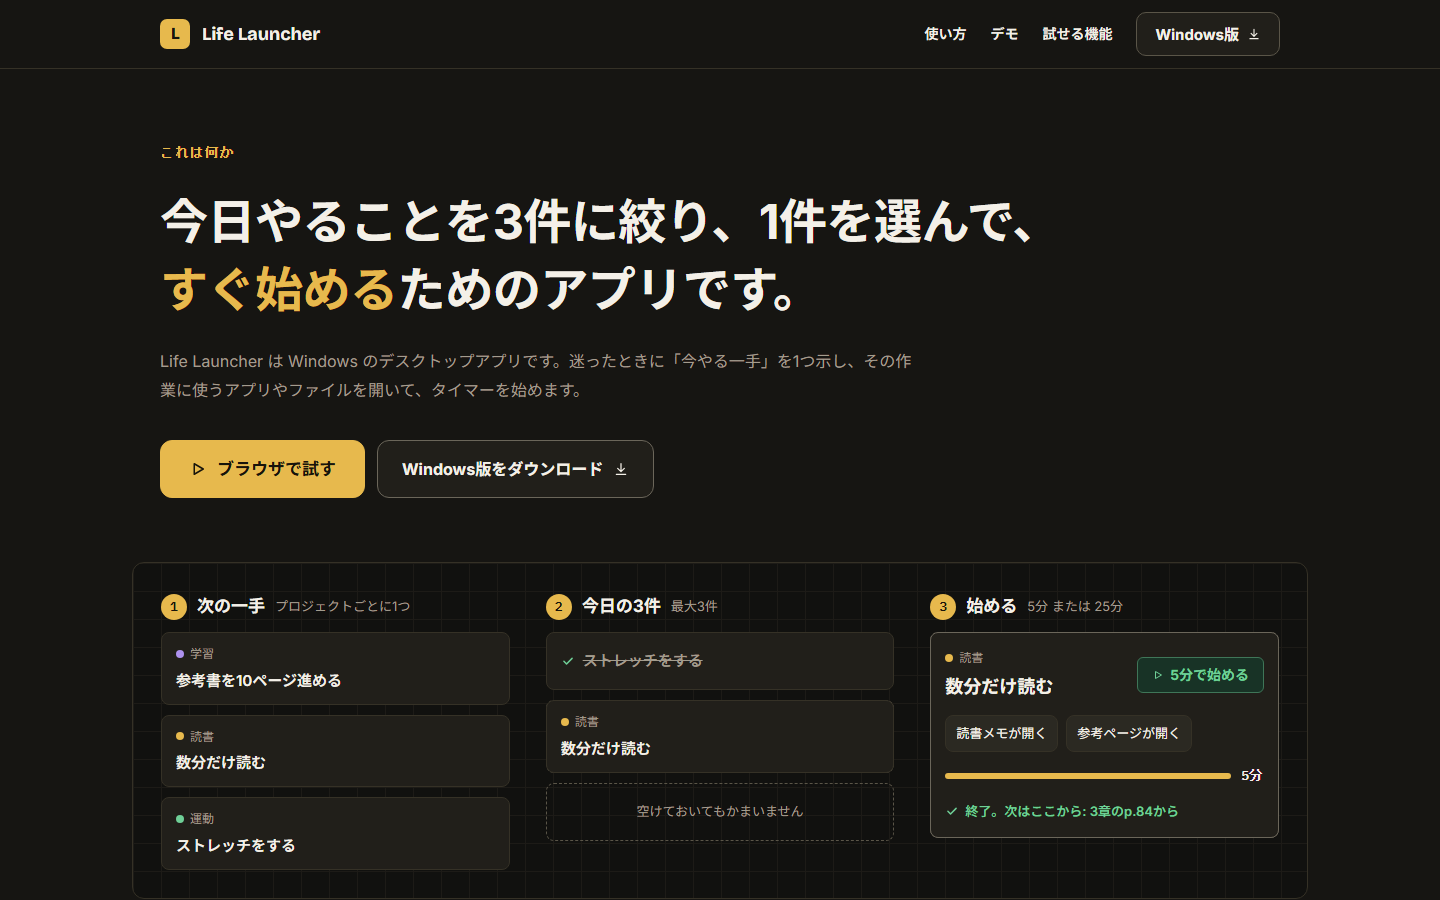 L Life Launcher
使い方 デモ 試せる機能 Windows版
これは何か
今日やることを3件に絞り、1件を選んで、
すぐ始めるためのアプリです。
Life Launcher は Windows のデスクトップアプリです。迷ったときに「今やる一手」を1つ示し、その作
業に使うアプリやファイルを開いて、タイマーを始めます。
ブラウザで試す
Windows版をダウンロード
1 次の一手 プロジェクトごとに1つ
学習
参考書を10ページ進める
読書
数分だけ読む
運動
ストレッチをする
2 今日の3件 最大3件
ストレッチをする
読書
数分だけ読む
空けておいてもかまいません
3 始める 5分 または 25分
読書
数分だけ読む
5分で始める
読書メモが開く
参考ページが開く
5分
終了。次はここから: 3章のp.84から